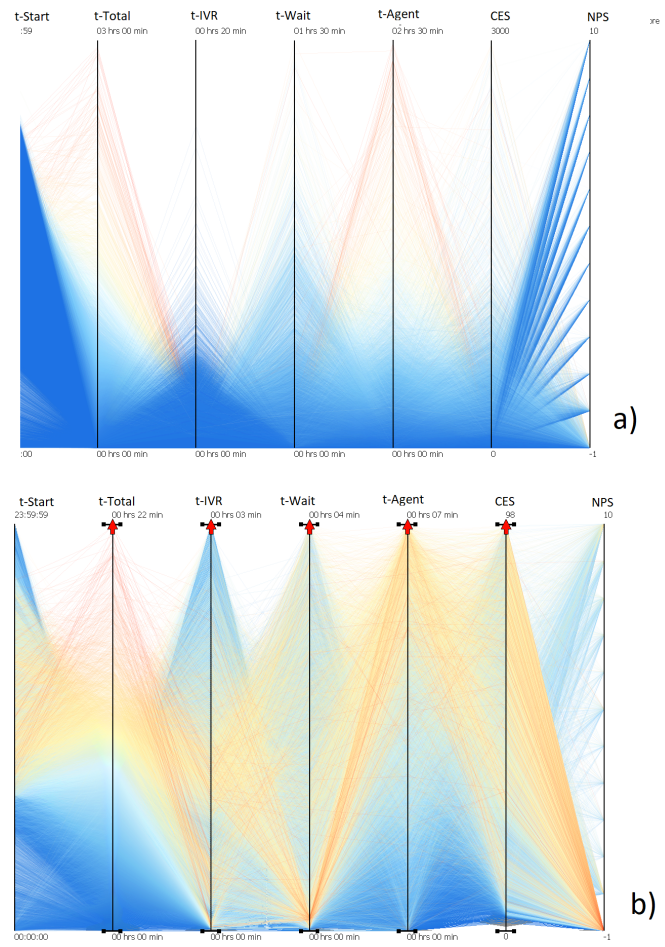 t-Start t-Total t-IVR t-Wait t-Agent CES NPS
:59 03 hrs 00 min 00 hrs 20 min 01 hrs 30 min 02 hrs 30 min 3000 10 ore
:00 00 hrs 00 min 00 hrs 00 min 00 hrs 00 min 00 hrs 00 min 0 -1
a)
t-Start t-Total t-IVR t-Wait t-Agent CES NPS
23:59:59 00 hrs 22 min 00 hrs 03 min 00 hrs 04 min 00 hrs 07 min 98 10
00:00:00 00 hrs 00 min 00 hrs 00 min 00 hrs 00 min 00 hrs 00 min 0 -1
b)